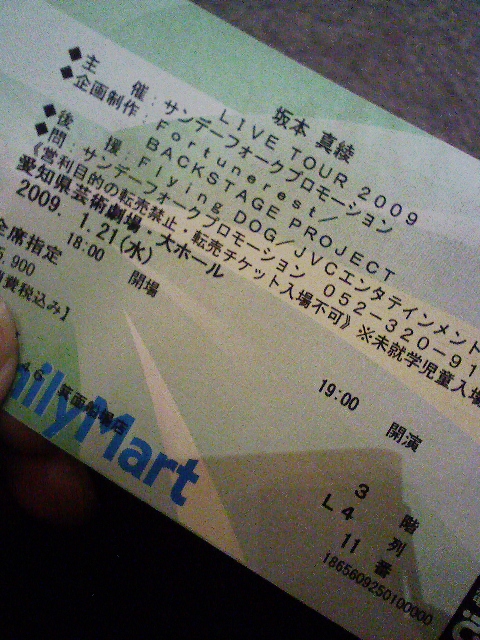 坂本 真綾
LIVE TOUR 2009
◆主 催:サンデーフォークプロモーション
◆企画制作:Fortunerest/
BACKSTAGE PROJECT
◆後 援:Flying DOG/JVCエンタテインメント
◆問:サンデーフォークプロモーション 052-320-91
《営利目的の転売禁止・転売チケット入場不可》※未就学児童入場
愛知県芸術劇場・大ホール
2009. 1.21(水)
18:00 開場 19:00 開演
全席指定
5,900
費税込み】
3 階
L4 列
11 番
1865609250100000
ilyMart